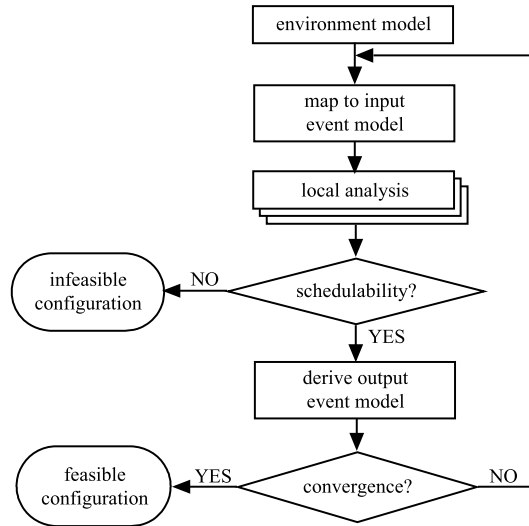 environment model
map to input
event model
local analysis
infeasible
configuration
NO
schedulability?
YES
derive output
event model
feasible
configuration
YES
convergence?
NO